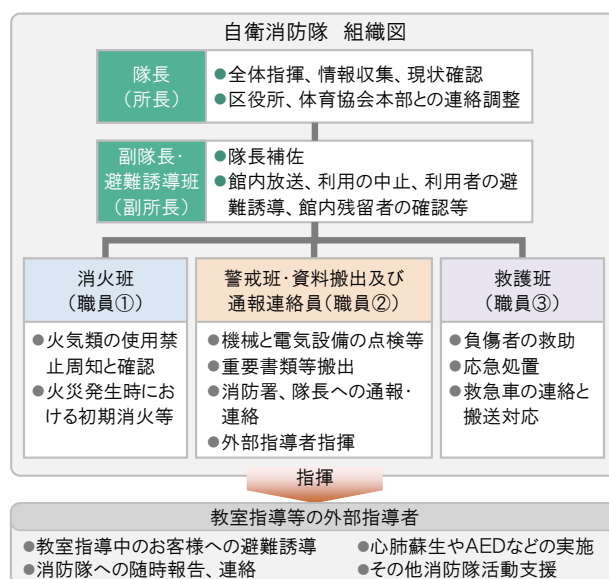 自衛消防隊 組織図
隊長
(所長)
●全体指揮、情報収集、現状確認
●区役所、体育協会本部との連絡調整
副隊長・
避難誘導班
(副所長)
●隊長補佐
●館内放送、利用の中止、利用者の避
難誘導、館内残留者の確認等
消火班
(職員①)
●火気類の使用禁
止周知と確認
●火災発生時にお
ける初期消火等
警戒班・資料搬出及び
通報連絡員(職員②)
●機械と電気設備の点検等
●重要書類等搬出
●消防署、隊長への通報・
連絡
●外部指導者指揮
救護班
(職員③)
●負傷者の救助
●応急処置
●救急車の連絡と
搬送対応
指揮
教室指導等の外部指導者
●教室指導中のお客様への避難誘導
●消防隊への随時報告、連絡
●心肺蘇生やAEDなどの実施
●その他消防隊活動支援